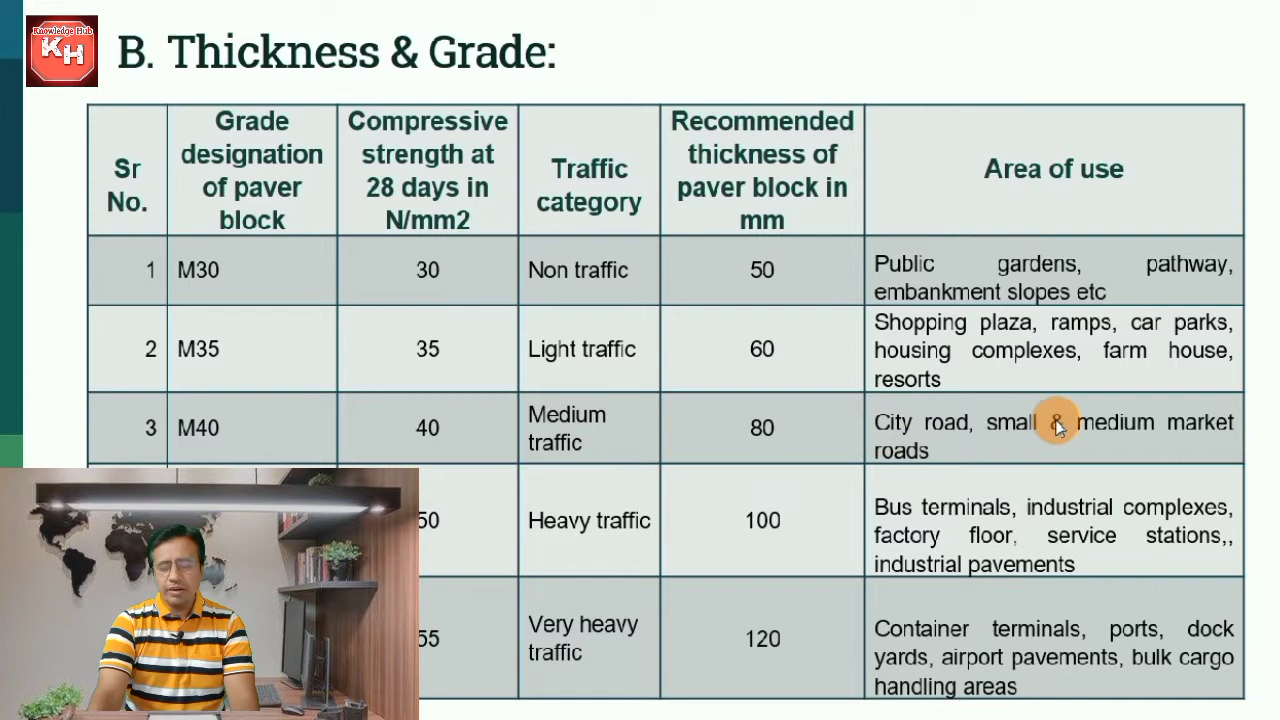 Knowledge Hub
KH
B. Thickness & Grade:
Sr
No.
Grade
designation
of paver
block
Compressive
strength at
28 days in
N/mm2
Traffic
category
Recommended
thickness of
paver block in
mm
Area of use
1
M30
30
Non traffic
50
Public gardens, pathway,
embankment slopes etc
2
M35
35
Light traffic
60
Shopping plaza, ramps, car parks,
housing complexes, farm house,
resorts
3
M40
40
Medium
traffic
80
City road, small & medium market
roads
50
Heavy traffic
100
Bus terminals, industrial complexes,
factory floor, service stations,,
industrial pavements
55
Very heavy
traffic
120
Container terminals, ports, dock
yards, airport pavements, bulk cargo
handling areas